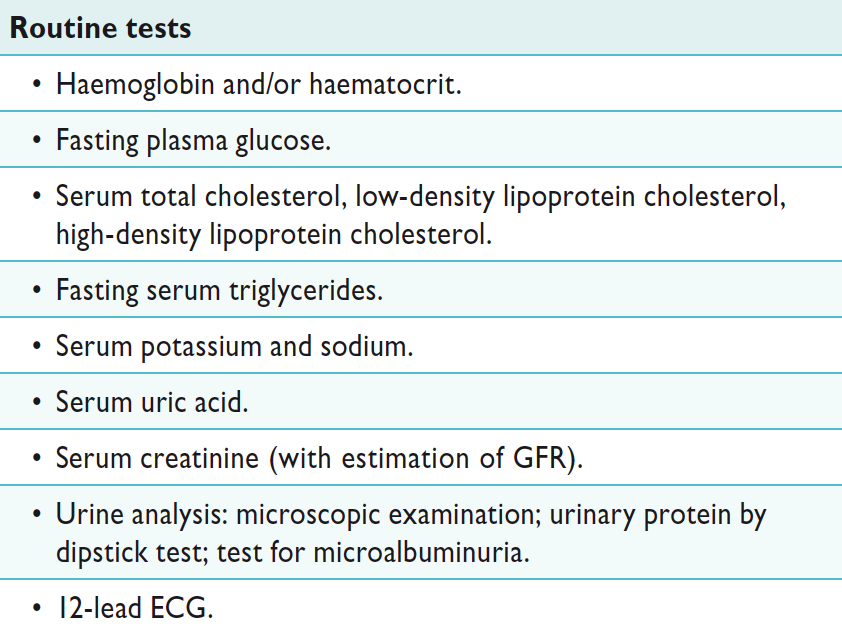 Routine tests
• Haemoglobin and/or haematocrit.
• Fasting plasma glucose.
• Serum total cholesterol, low-density lipoprotein cholesterol,
high-density lipoprotein cholesterol.
• Fasting serum triglycerides.
• Serum potassium and sodium.
• Serum uric acid.
• Serum creatinine (with estimation of GFR).
• Urine analysis: microscopic examination; urinary protein by
dipstick test; test for microalbuminuria.
• 12-lead ECG.